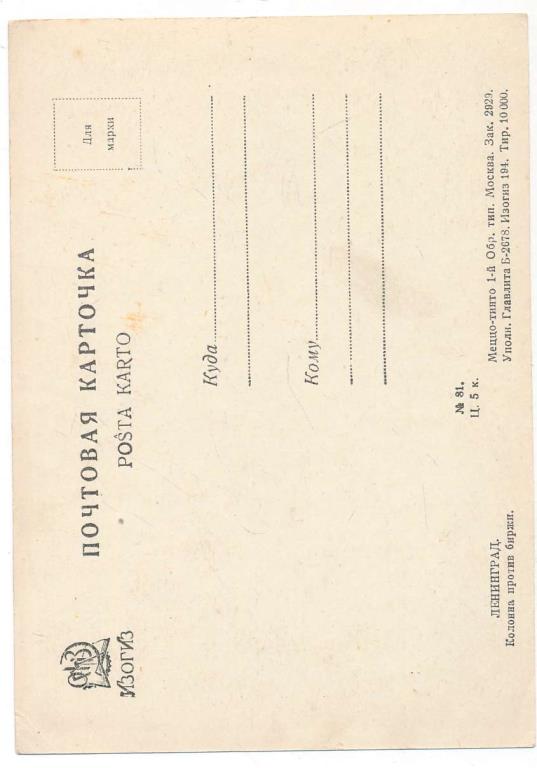 ИЗОГИЗ
ПОЧТОВАЯ КАРТОЧКА
POŜTA KARTO
Для
марки
Куда
Кому
ЛЕНИНГРАД.
Колонна против биржи.
№ 81.
Ц. 5 к.
Меццо-тинто 1-й Обр. тип. Москва. Зак. 2929.
Уполн. Главлита Б-2678. Изогиз 194. Тир. 10 000.